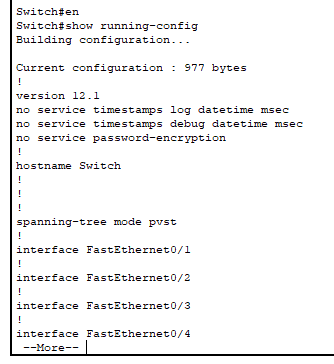 Switch#en
Switch#show running-config
Building configuration...
Current configuration : 977 bytes
!
version 12.1
no service timestamps log datetime msec
no service timestamps debug datetime msec
no service password-encryption
!
hostname Switch
!
!
!
spanning-tree mode pvst
!
interface FastEthernet0/1
!
interface FastEthernet0/2
!
interface FastEthernet0/3
!
interface FastEthernet0/4
--More--